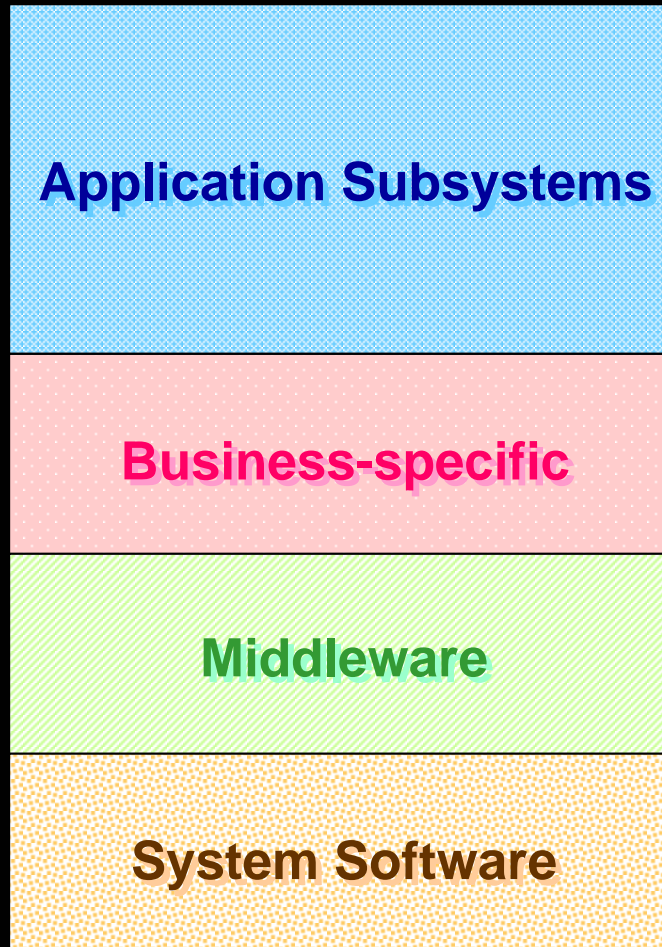 Application Subsystems
Business-specific
Middleware
System Software